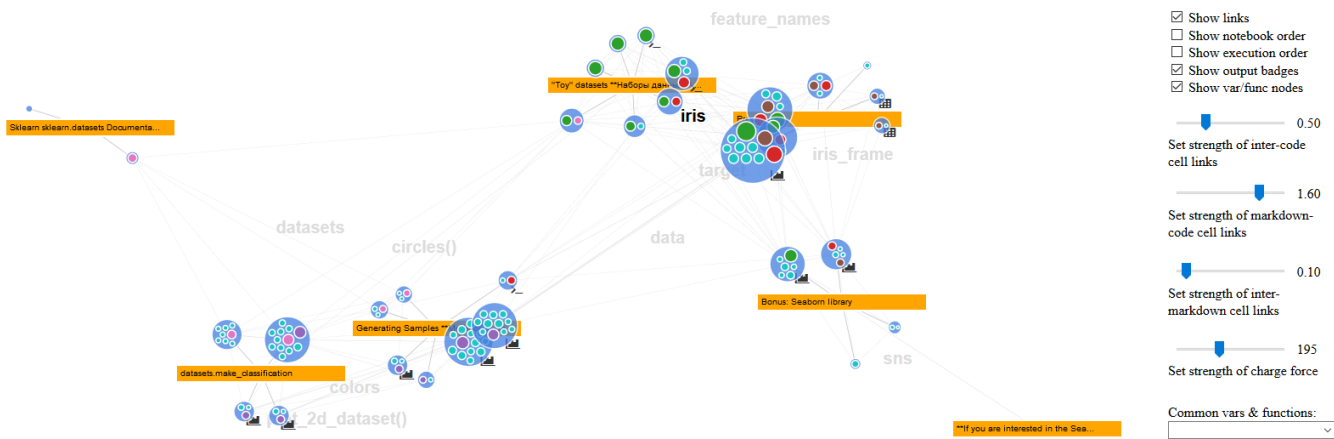 feature_names
"Toy" datasets **Наборы дан
iris
iris_frame
target
Sklearn sklearn.datasets Documenta...
datasets
circles()
data
Bonus: Seaborn library
Generating Samples **
datasets.make_classification
colors
_2d_dataset()
sns
**If you are interested in the Sea...
Show links
Show notebook order
Show execution order
Show output badges
Show var/func nodes
0.50
Set strength of inter-code
cell links
1.60
Set strength of markdown-
code cell links
0.10
Set strength of inter-
markdown cell links
195
Set strength of charge force
Common vars & functions: